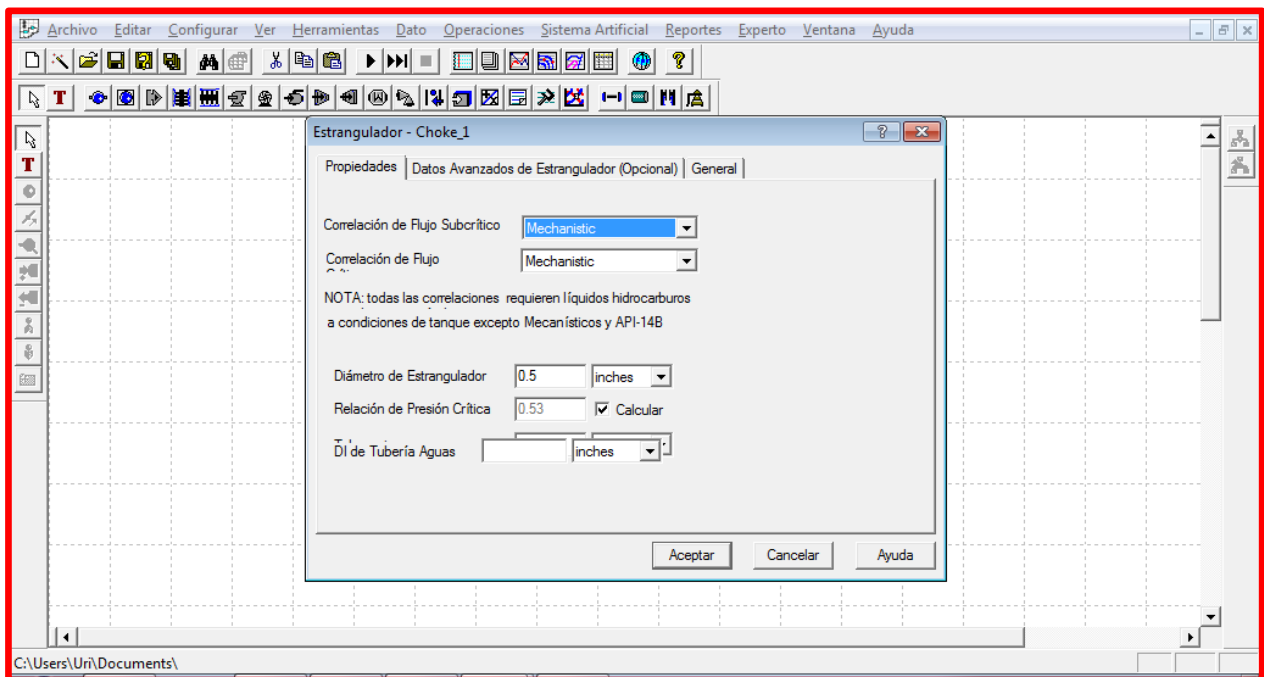 Archivo Editar Configurar Ver Herramientas Dato Operaciones Sistema Artificial Reportes Experto Ventana Ayuda
T
T
Estrangulador - Choke_1
Propiedades Datos Avanzados de Estrangulador (Opcional) General
Correlación de Flujo Subcrítico Mechanistic
Correlación de Flujo Mechanistic
NOTA: todas las correlaciones requieren líquidos hidrocarburos
a condiciones de tanque excepto Mecanísticos y API-14B
Diámetro de Estrangulador 0.5 inches
Relación de Presión Crítica 0.53 Calcular
DI de Tubería Aguas inches
Aceptar Cancelar Ayuda
C:\Users\Uri\Documents\